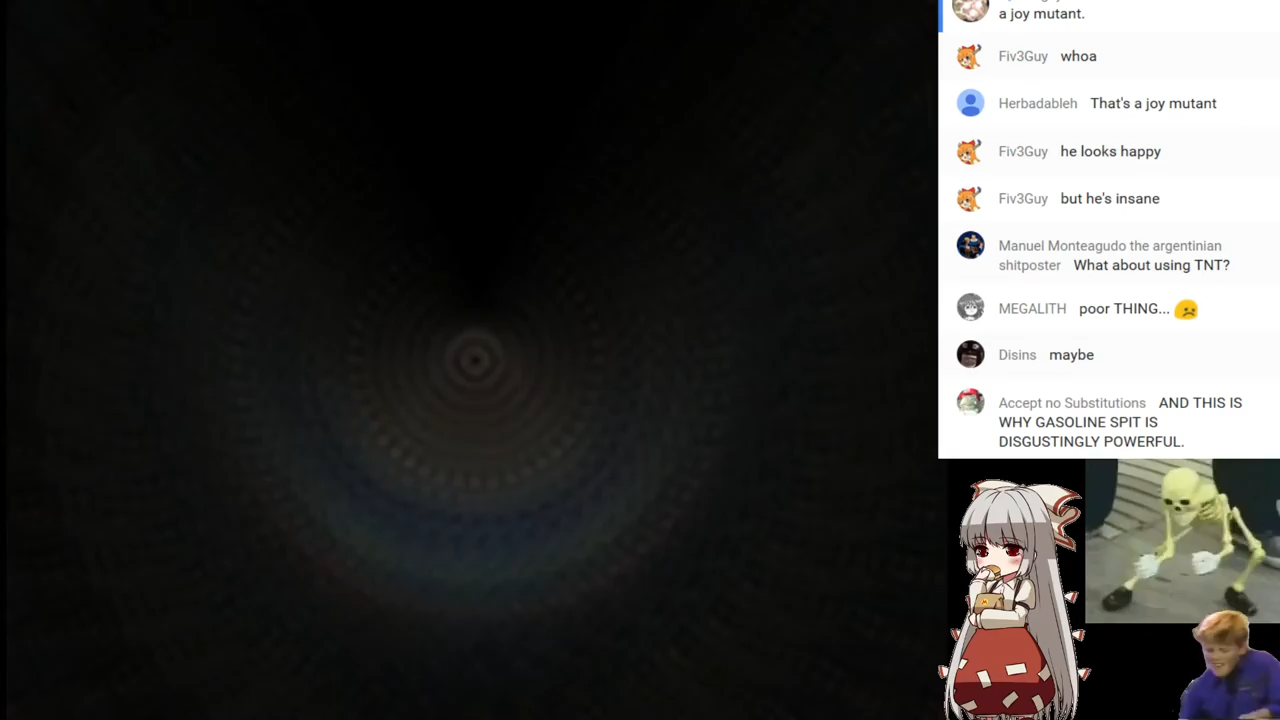 a joy mutant.
Fiv3Guy whoa
Herbadableh That's a joy mutant
Fiv3Guy he looks happy
Fiv3Guy but he's insane
Manuel Monteagudo the argentinian
shitposter What about using TNT?
MEGALITH poor THING...
Disins maybe
Accept no Substitutions AND THIS IS
WHY GASOLINE SPIT IS
DISGUSTINGLY POWERFUL.